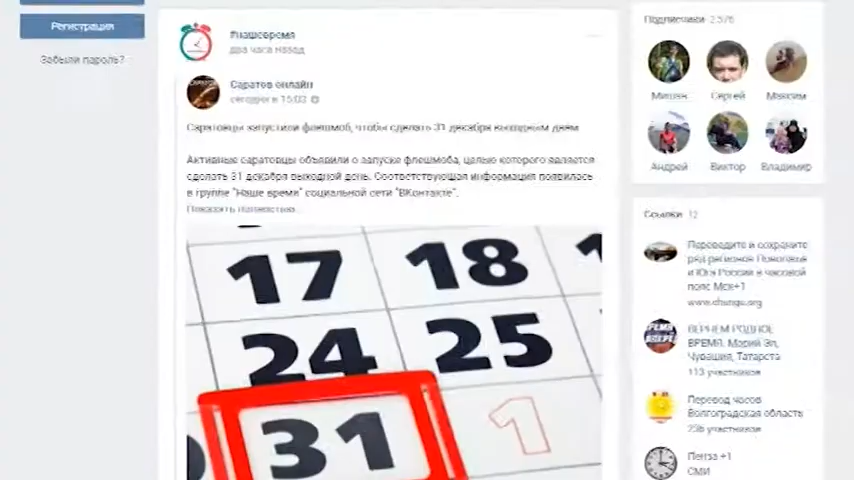 Регистрация
Забыли пароль?
#нашевремя
два часа назад
Саратов онлайн
сегодня в 15:03
Саратовцы запустили флешмоб, чтобы сделать 31 декабря выходным днем
Активные саратовцы объявили о запуске флешмоба, целью которого является
сделать 31 декабря выходной день. Соответствующая информация появилась
в группе "Наше время" социальной сети "ВКонтакте".
Показать полностью...
17 18
24 25
31 1
Подписчики 2 576
Мишан Сергей Максим
Андрей Виктор Владимир
Ссылки 12
Переведите и сохраните
ряд регионов Поволжья
и Юга России в часовой
пояс Мск+1
www.change.org
ВЕРНЕМ РОДНОЕ
ВРЕМЯ. Марий Эл,
Чувашия, Татарста
113 участников
Перевод часов
Волгоградская область
236 участников
Пенза +1
СМИ